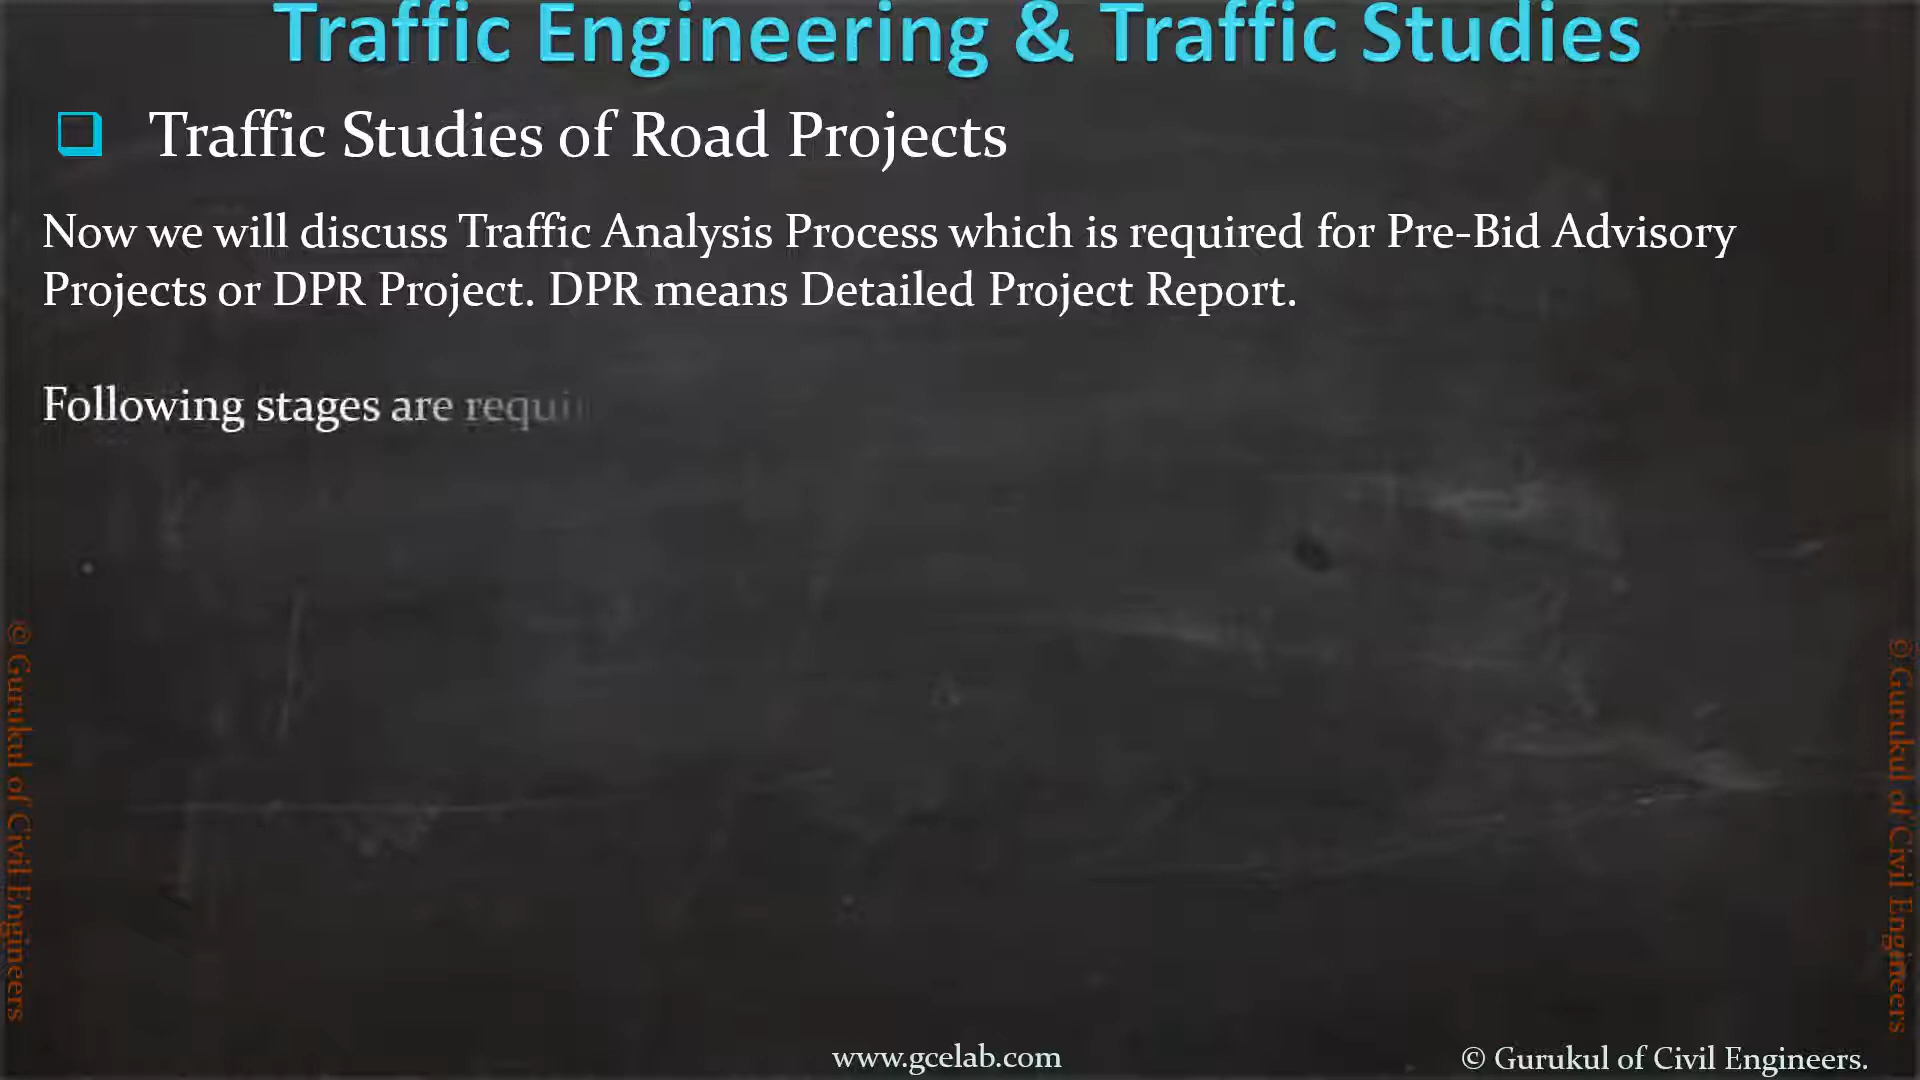 Traffic Engineering & Traffic Studies
Traffic Studies of Road Projects
Now we will discuss Traffic Analysis Process which is required for Pre-Bid Advisory
Projects or DPR Project. DPR means Detailed Project Report.
Following stages are requi
© Gurukul of Civil Engineers
© Gurukul of Civil Engineers
www.gcelab.com
© Gurukul of Civil Engineers.